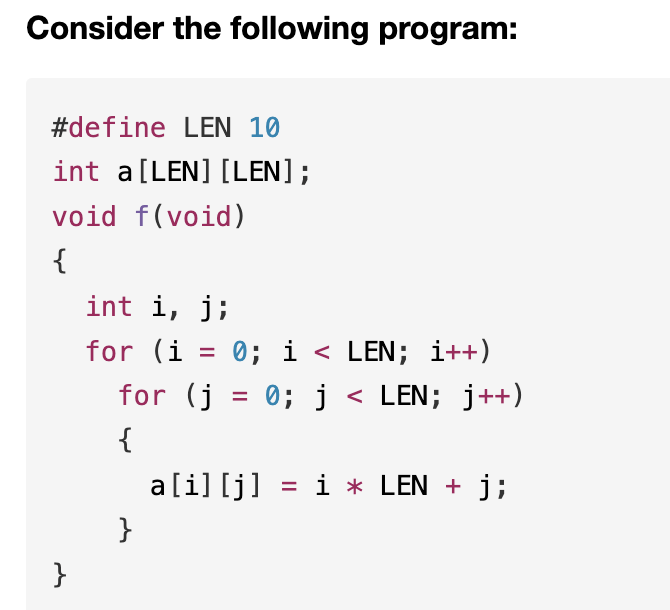 Consider the following program:
#define LEN 10
int a[LEN][LEN];
void f(void)
{
  int i, j;
  for (i = 0; i < LEN; i++)
    for (j = 0; j < LEN; j++)
    {
      a[i][j] = i * LEN + j;
    }
}